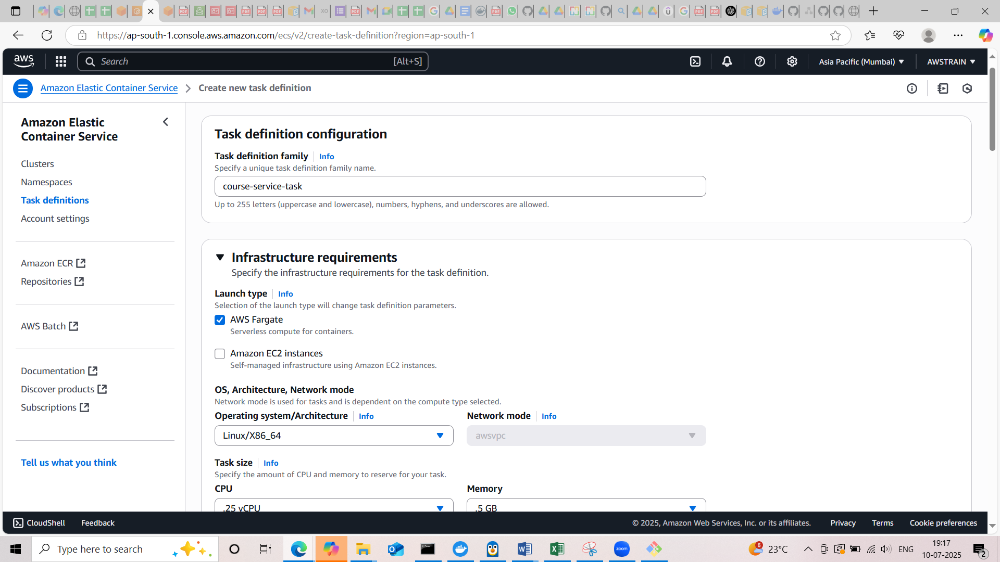 https://ap-south-1.console.aws.amazon.com/ecs/v2/create-task-definition?region=ap-south-1
aws
Search
[Alt+S]
Asia Pacific (Mumbai)
AWSTRAIN
Amazon Elastic Container Service
Create new task definition
Amazon Elastic
Container Service
Clusters
Namespaces
Task definitions
Account settings
Amazon ECR
Repositories
AWS Batch
Documentation
Discover products
Subscriptions
Tell us what you think
Task definition configuration
Task definition family
Info
Specify a unique task definition family name.
course-service-task
Up to 255 letters (uppercase and lowercase), numbers, hyphens, and underscores are allowed.
Infrastructure requirements
Specify the infrastructure requirements for the task definition.
Launch type
Info
Selection of the launch type will change task definition parameters.
AWS Fargate
Serverless compute for containers.
Amazon EC2 instances
Self-managed infrastructure using Amazon EC2 instances.
OS, Architecture, Network mode
Network mode is used for tasks and is dependent on the compute type selected.
Operating system/Architecture
Info
Network mode
Info
Linux/X86_64
awsvpc
Task size
Info
Specify the amount of CPU and memory to reserve for your task.
CPU
Memory
.25 vCPU
.5 GB
CloudShell
Feedback
© 2025, Amazon Web Services, Inc. or its affiliates.
Privacy
Terms
Cookie preferences
Type here to search
zoom
6
23°C
ENG
19:17
10-07-2025
2